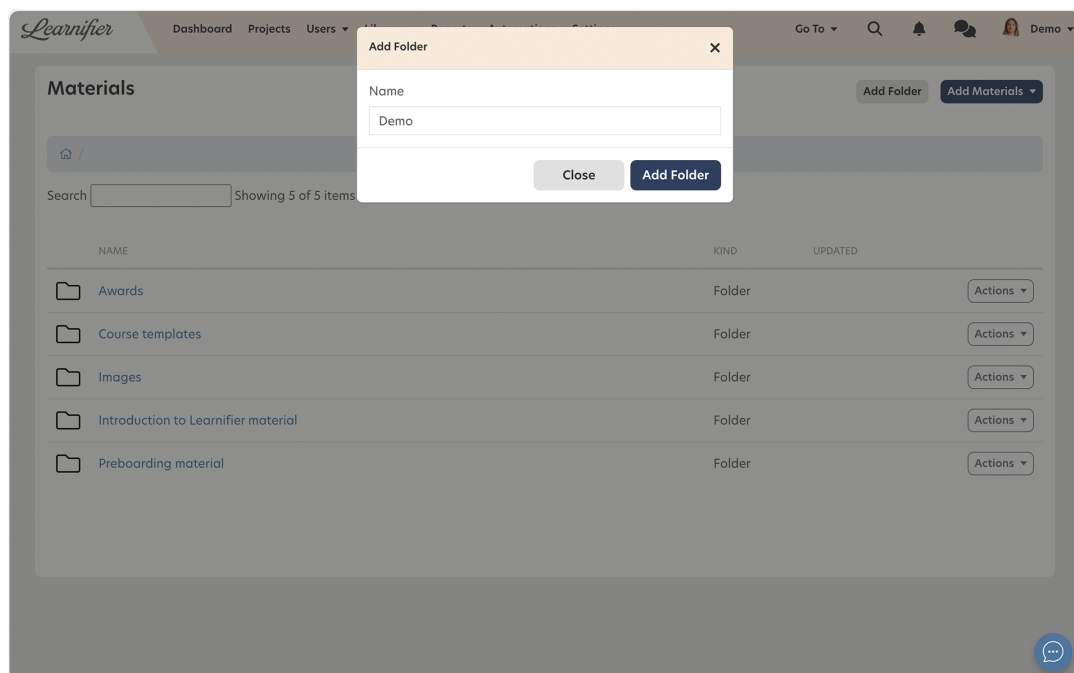 Learnifier
Dashboard Projects Users Go To Demo
Add Folder
Materials
Add Folder Add Materials
Name
Demo
/
Close Add Folder
Search Showing 5 of 5 items
NAME KIND UPDATED
Awards Folder Actions
Course templates Folder Actions
Images Folder Actions
Introduction to Learnifier material Folder Actions
Preboarding material Folder Actions